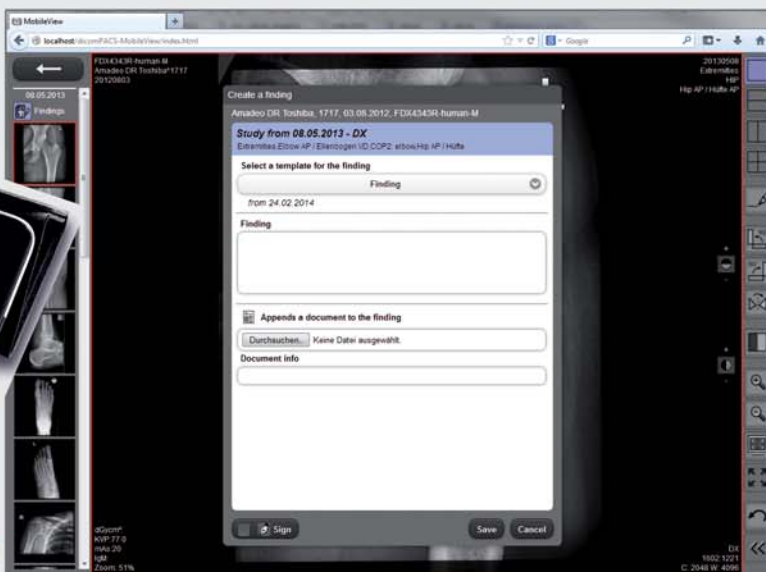 MobileView
localhost/dicomPACS-MobileView/index.html
Google
08.05.2013
Findings
FDX4343R-human-M
Amadeo DR Toshiba^1717
20120803
20130508
Extremities
HIP
Hip AP / Hüfte AP
Create a finding
Amadeo DR Toshiba, 1717, 03.08.2012, FDX4343R-human-M
Study from 08.05.2013 - DX
Extremities.Elbow AP / Ellenbogen I/D.COP2: elbow,Hip AP / Hüfte
Select a template for the finding
Finding
from 24.02.2014
Finding
Appends a document to the finding
Durchsuchen... Keine Datei ausgewählt.
Document info
Sign Save Cancel
dGycm²:
KVP:77.0
mAs:20
IgM:
Zoom: 51%
DX
1602:1221
C: 2048 W: 4096